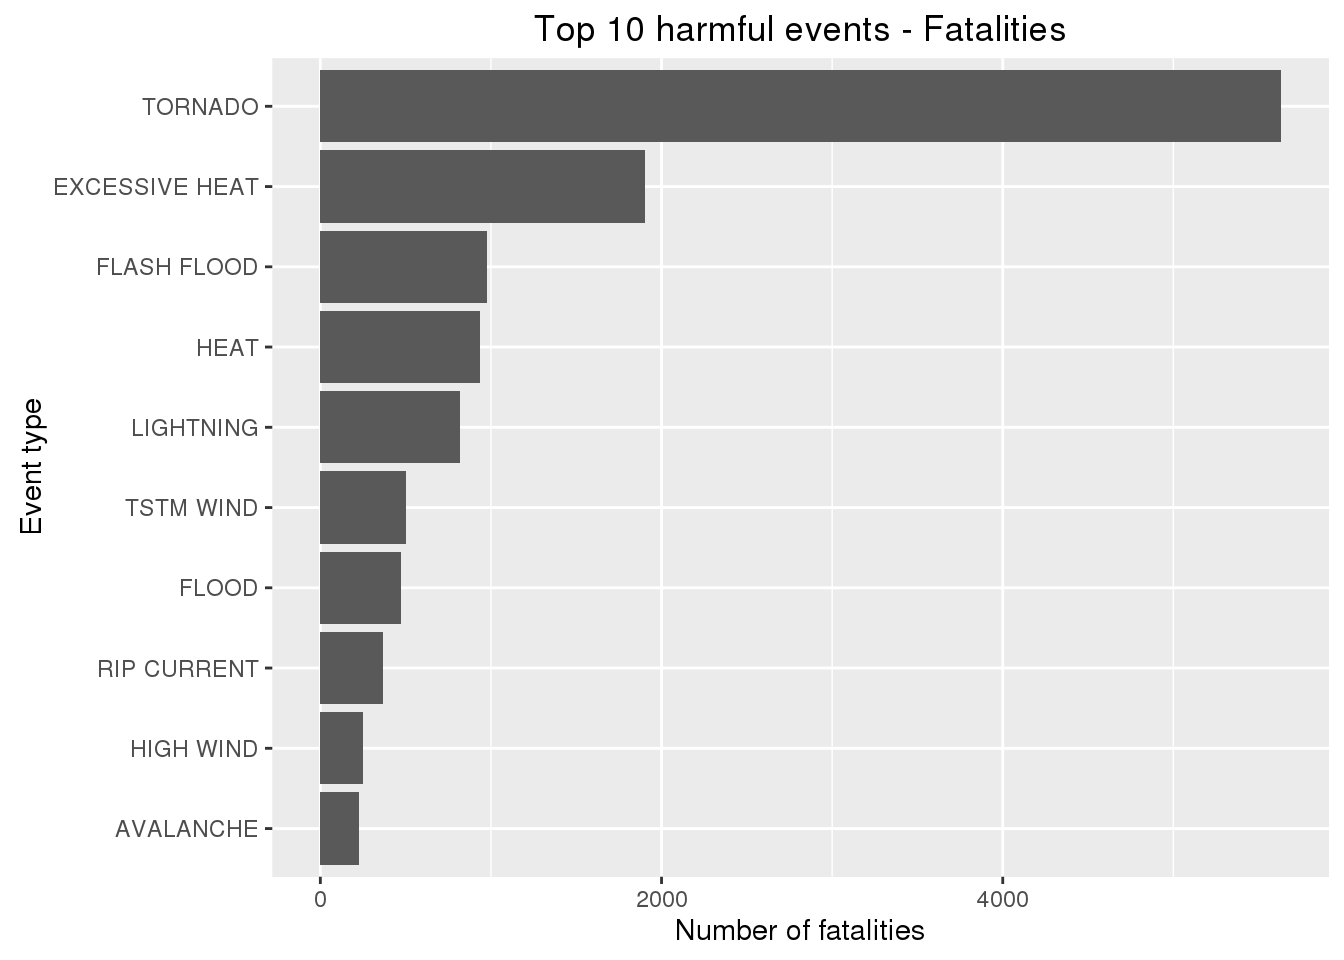 Top 10 harmful events - Fatalities
TORNADO
EXCESSIVE HEAT
FLASH FLOOD
HEAT
LIGHTNING
TSTM WIND
FLOOD
RIP CURRENT
HIGH WIND
AVALANCHE
Event type
0 2000 4000
Number of fatalities